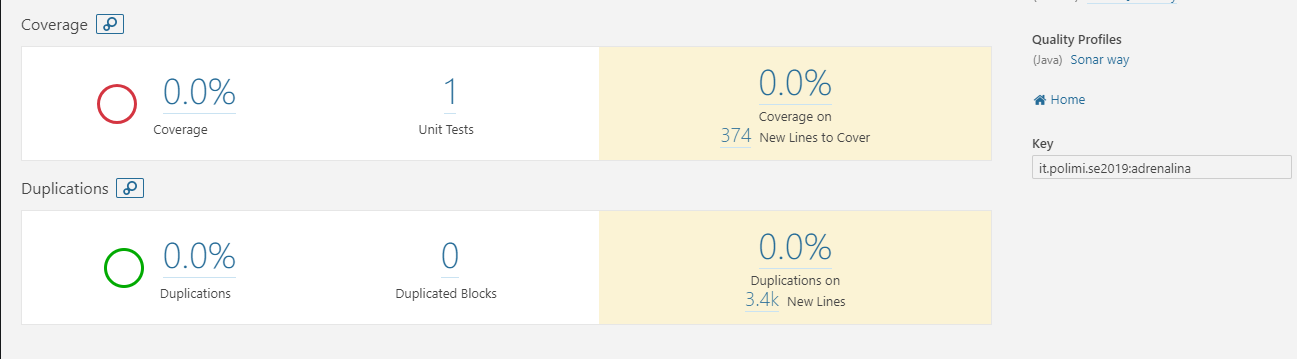 Coverage
0.0%
Coverage
1
Unit Tests
0.0%
Coverage on
374 New Lines to Cover
Duplications
0.0%
Duplications
0
Duplicated Blocks
0.0%
Duplications on
3.4k New Lines
Quality Profiles
(Java) Sonar way
Home
Key
it.polimi.se2019:adrenalina